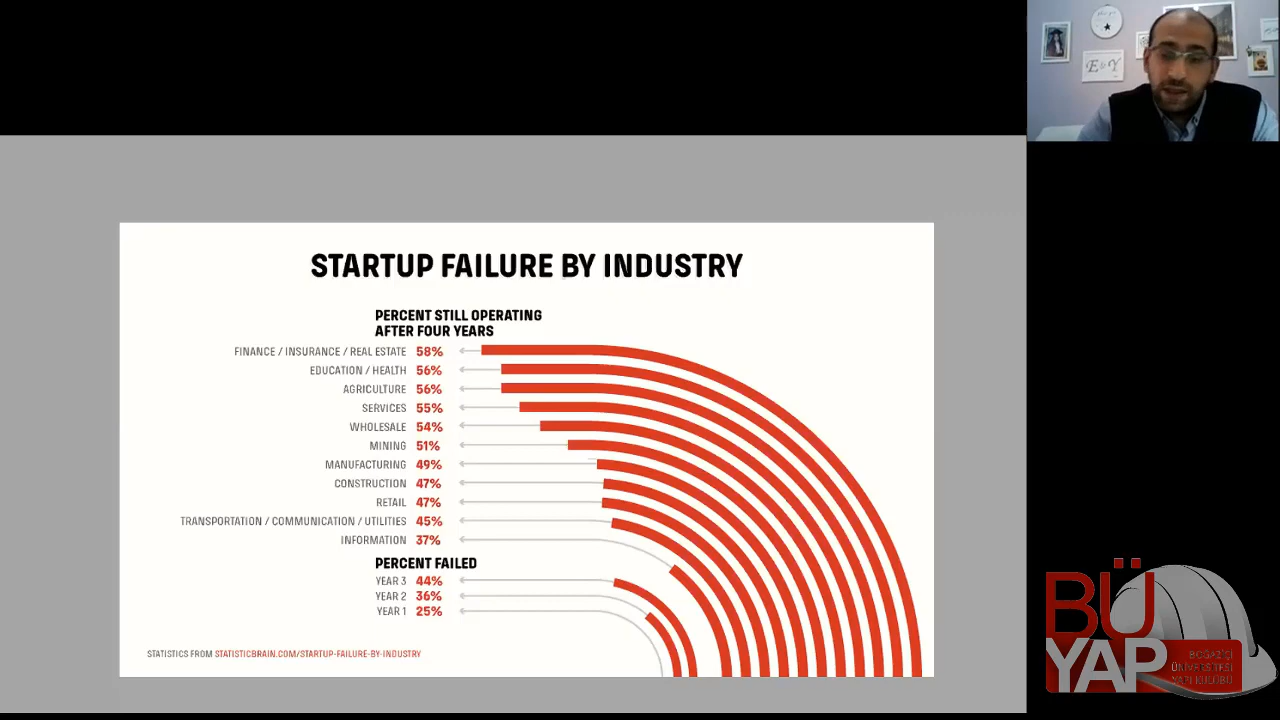 STARTUP FAILURE BY INDUSTRY
PERCENT STILL OPERATING
AFTER FOUR YEARS
FINANCE / INSURANCE / REAL ESTATE 58%
EDUCATION / HEALTH 56%
AGRICULTURE 56%
SERVICES 55%
WHOLESALE 54%
MINING 51%
MANUFACTURING 49%
CONSTRUCTION 47%
RETAIL 47%
TRANSPORTATION / COMMUNICATION / UTILITIES 45%
INFORMATION 37%
PERCENT FAILED
YEAR 3 44%
YEAR 2 36%
YEAR 1 25%
STATISTICS FROM STATISTICBRAIN.COM/STARTUP-FAILURE-BY-INDUSTRY
BÜ
YAP
BOĞAZİÇİ
ÜNİVERSİTESİ
YAPI KULÜBÜ